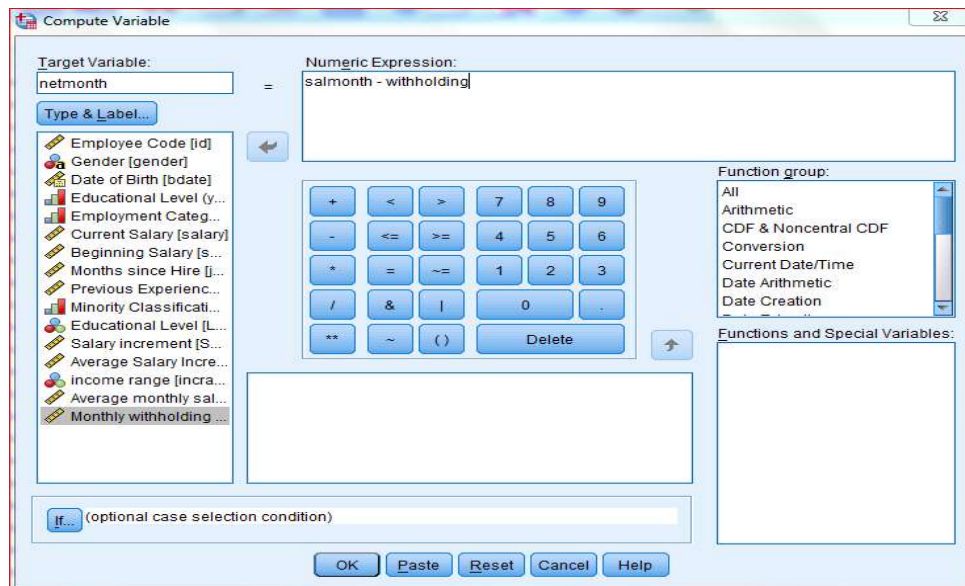 Compute Variable
Target Variable:
netmonth
=
Numeric Expression:
salmonth - withholding
Type & Label...
Employee Code [id]
Gender [gender]
Date of Birth [bdate]
Educational Level (y...
Employment Categ...
Current Salary [salary]
Beginning Salary [s...
Months since Hire [j...
Previous Experienc...
Minority Classificati...
Educational Level [L...
Salary increment [S...
Average Salary Incre...
income range [incra...
Average monthly sal...
Monthly withholding ...
+ < > 7 8 9
- <= >= 4 5 6
* = ~= 1 2 3
/ & | 0 .
** ~ ( ) Delete
Function group:
All
Arithmetic
CDF & Noncentral CDF
Conversion
Current Date/Time
Date Arithmetic
Date Creation
Functions and Special Variables:
If... (optional case selection condition)
OK Paste Reset Cancel Help